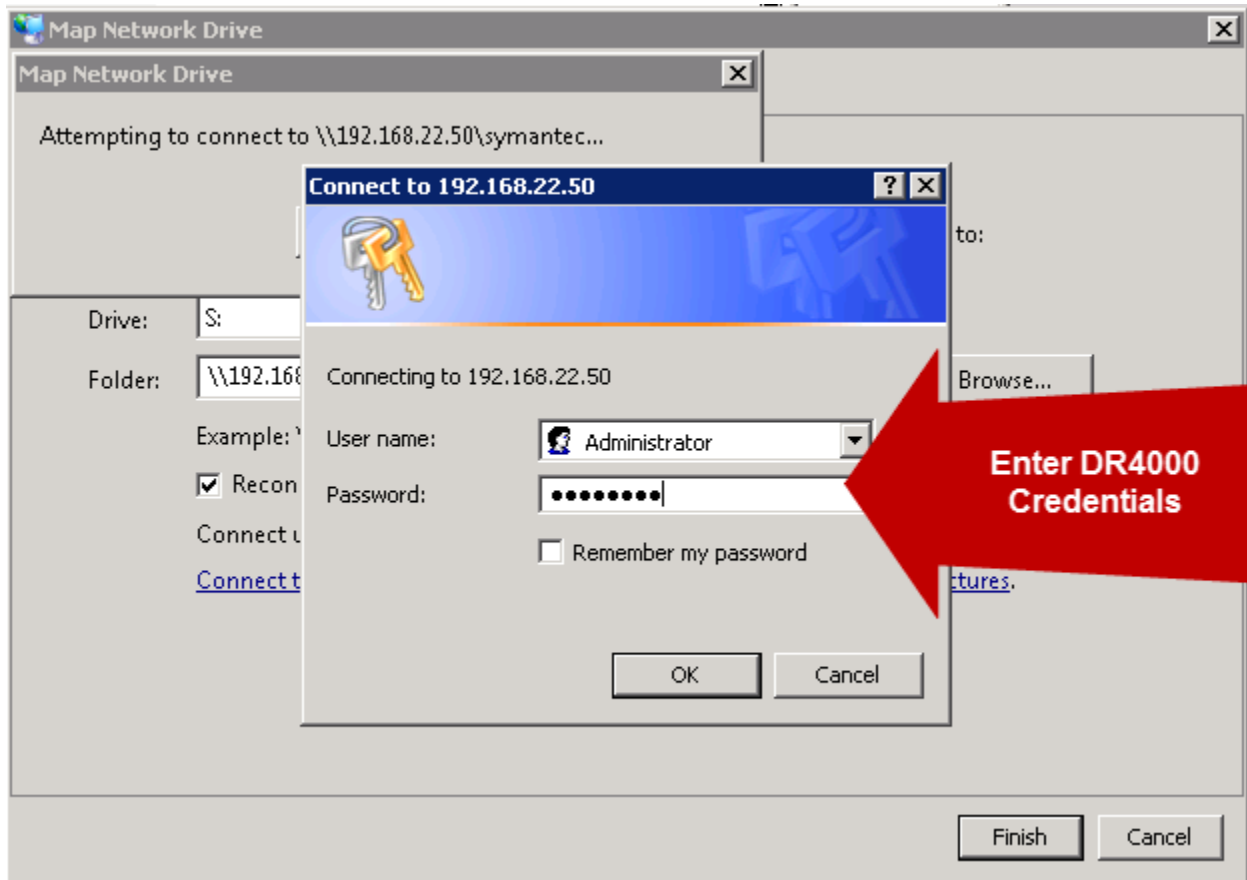 Map Network Drive
Map Network Drive
Attempting to connect to \\192.168.22.50\symantec...
Connect to 192.168.22.50
to:
Drive: S:
Folder: \\192.168
Browse...
Connecting to 192.168.22.50
Example: '
User name: Administrator
Recon
Password: ●●●●●●●●
Enter DR4000
Credentials
Connect u
Remember my password
Connect t
ctures.
OK Cancel
Finish Cancel